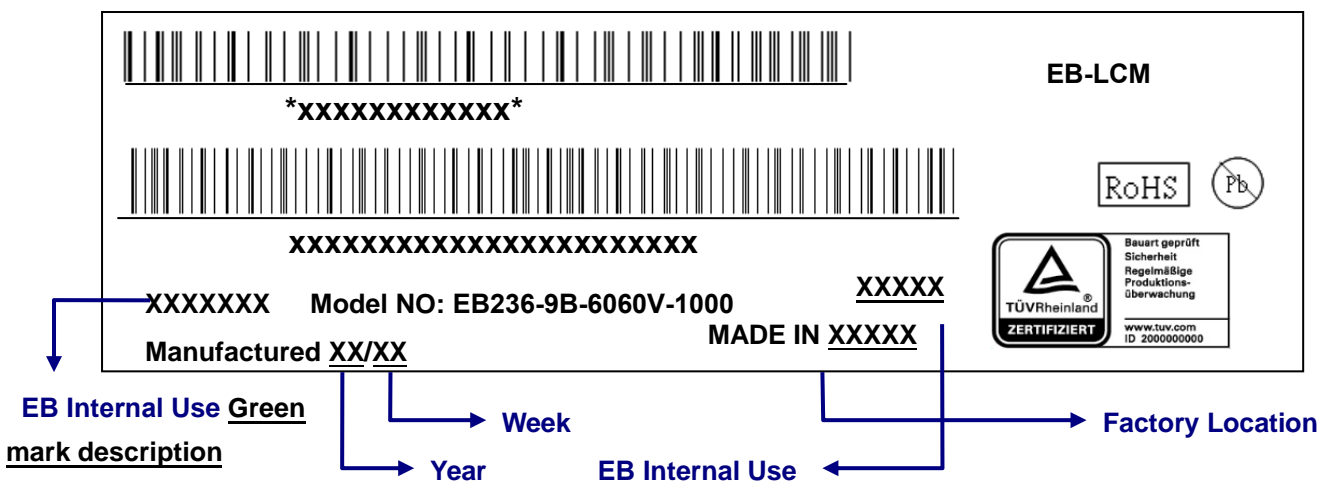 EB-LCM
*xxxxxxxxxxxx*
RoHS
Pb
xxxxxxxxxxxxxxxxxxxxxxx
Bauart geprüft
Sicherheit
Regelmäßige
Produktions-
überwachung
TÜVRheinland®
ZERTIFIZIERT
www.tuv.com
ID 2000000000
XXXXXXX Model NO: EB236-9B-6060V-1000 XXXXX
Manufactured XX/XX MADE IN XXXXX
EB Internal Use Green
mark description
Week
Factory Location
Year
EB Internal Use